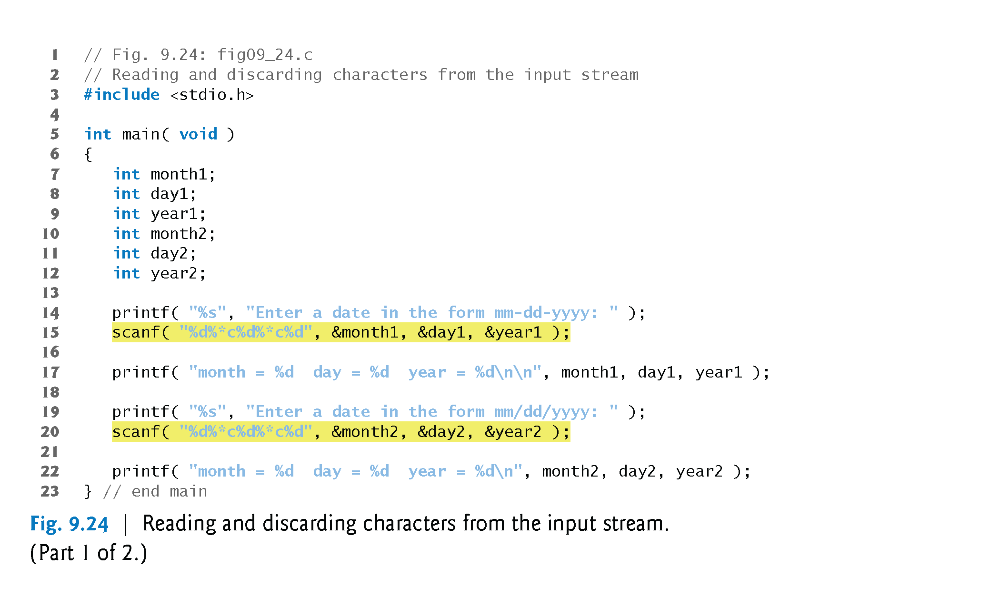 1 // Fig. 9.24: fig09_24.c
2 // Reading and discarding characters from the input stream
3 #include <stdio.h>
4
5 int main( void )
6 {
7    int month1;
8    int day1;
9    int year1;
10    int month2;
11    int day2;
12    int year2;
13
14    printf( "%s", "Enter a date in the form mm-dd-yyyy: " );
15    scanf( "%d%*c%d%*c%d", &month1, &day1, &year1 );
16
17    printf( "month = %d  day = %d  year = %d\n\n", month1, day1, year1 );
18
19    printf( "%s", "Enter a date in the form mm/dd/yyyy: " );
20    scanf( "%d%*c%d%*c%d", &month2, &day2, &year2 );
21
22    printf( "month = %d  day = %d  year = %d\n", month2, day2, year2 );
23 } // end main
Fig. 9.24 | Reading and discarding characters from the input stream.
(Part 1 of 2.)